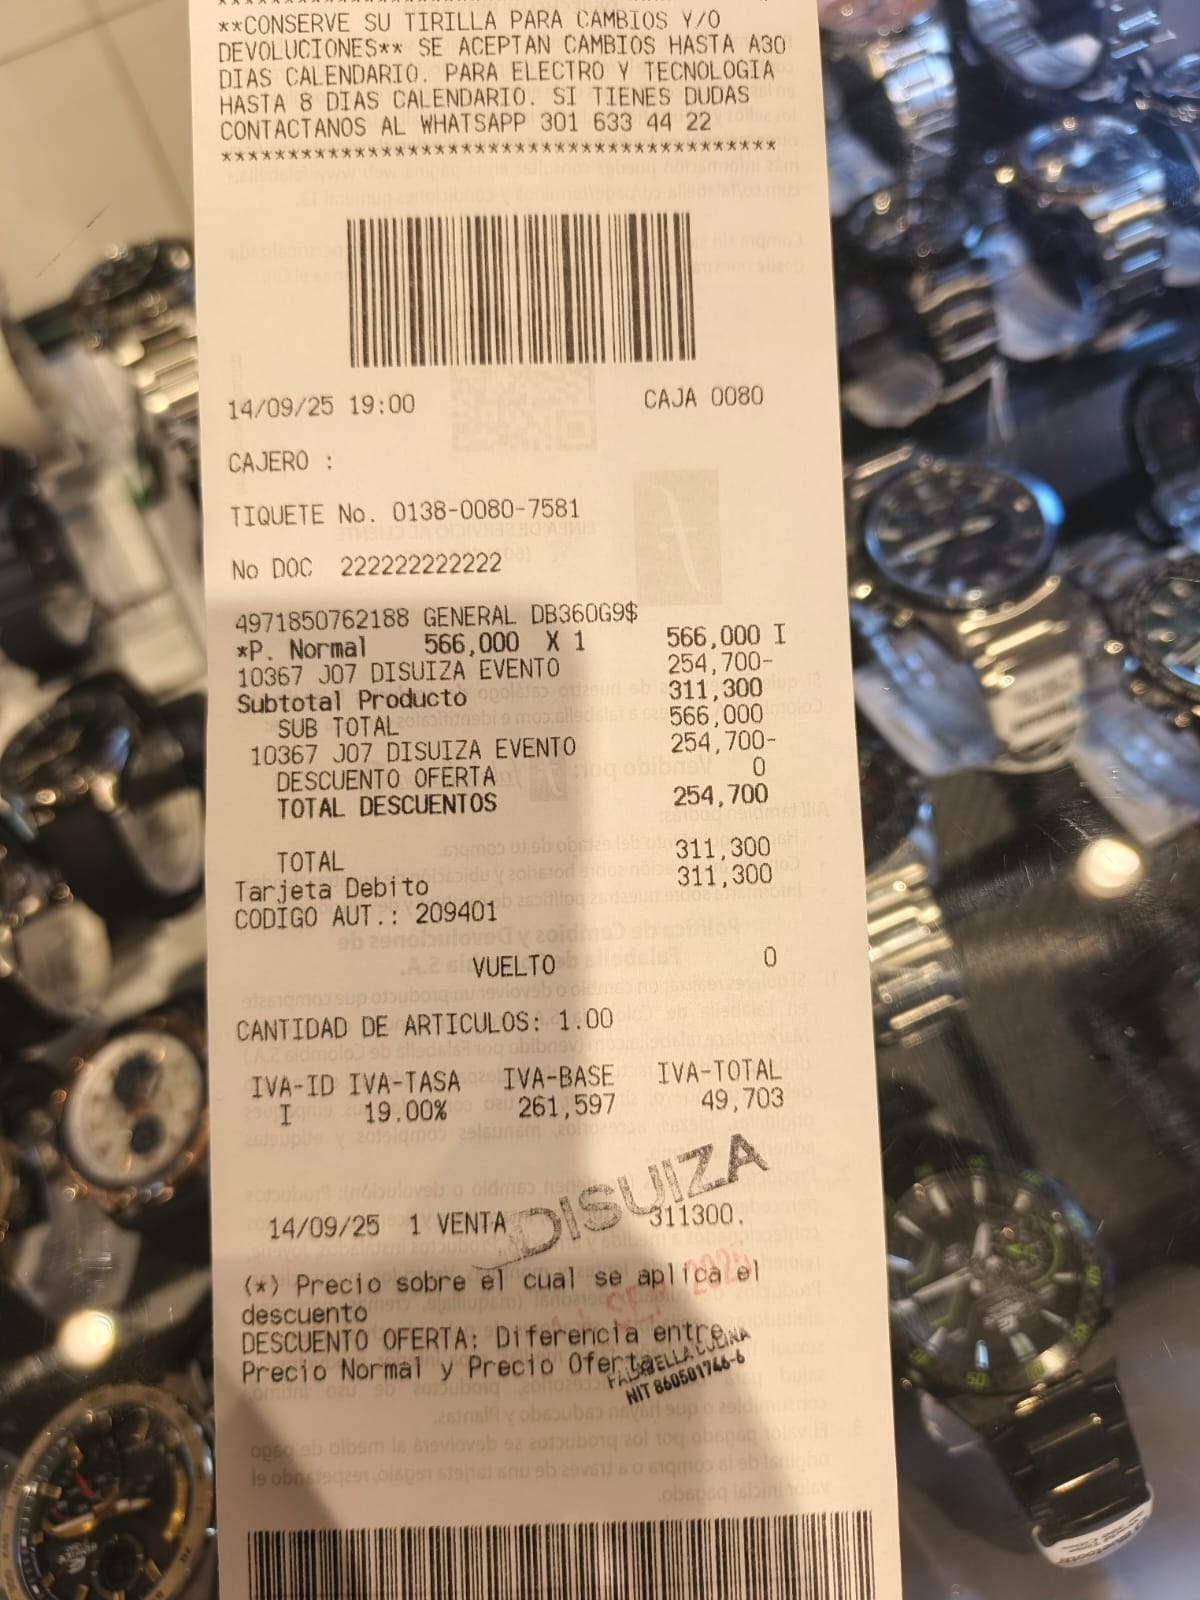 **CONSERVE SU TIRILLA PARA CAMBIOS Y/O
DEVOLUCIONES** SE ACEPTAN CAMBIOS HASTA A30
DIAS CALENDARIO. PARA ELECTRO Y TECNOLOGIA
HASTA 8 DIAS CALENDARIO. SI TIENES DUDAS
CONTACTANOS AL WHATSAPP 301 633 44 22
******************************************
14/09/25 19:00 CAJA 0080
CAJERO :
TIQUETE No. 0138-0080-7581
No DOC 222222222222
4971850762188 GENERAL DB360G9$
*P. Normal 566,000 X 1 566,000 I
10367 J07 DISUIZA EVENTO 254,700-
Subtotal Producto 311,300
SUB TOTAL 566,000
10367 J07 DISUIZA EVENTO 254,700-
DESCUENTO OFERTA 0
TOTAL DESCUENTOS 254,700
TOTAL 311,300
Tarjeta Debito 311,300
CODIGO AUT.: 209401
VUELTO 0
CANTIDAD DE ARTICULOS: 1.00
IVA-ID IVA-TASA IVA-BASE IVA-TOTAL
I 19.00% 261,597 49,703
DISUIZA
14/09/25 1 VENTA 311300.
(*) Precio sobre el cual se aplica el
descuento
DESCUENTO OFERTA: Diferencia entre
Precio Normal y Precio Oferta
FALABELLA COLINA
NIT 860501746-6